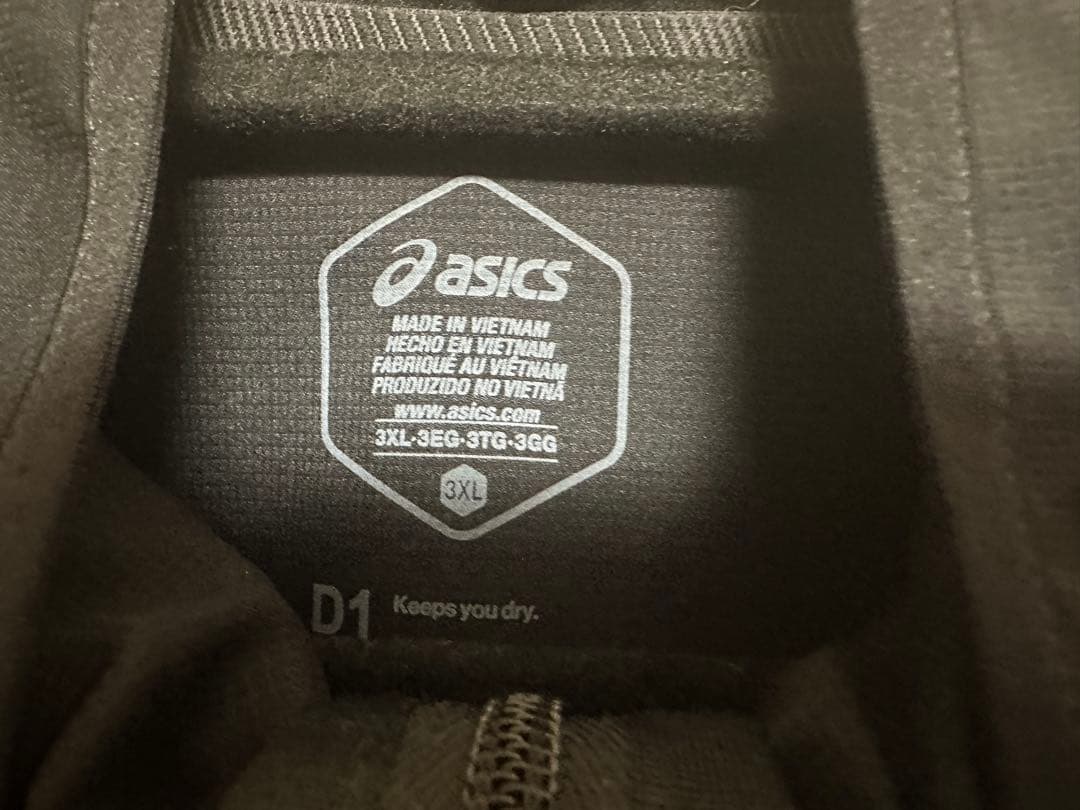 asics
MADE IN VIETNAM
HECHO EN VIETNAM
FABRIQUÉ AU VIÊTNAM
PRODUZIDO NO VIETNÃ
www.asics.com
3XL·3EG·3TG·3GG
3XL
D1 Keeps you dry.